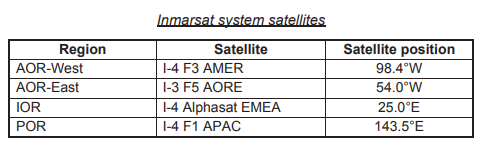 Inmarsat system satellites
Region Satellite Satellite position
AOR-West I-4 F3 AMER 98.4°W
AOR-East I-3 F5 AORE 54.0°W
IOR I-4 Alphasat EMEA 25.0°E
POR I-4 F1 APAC 143.5°E